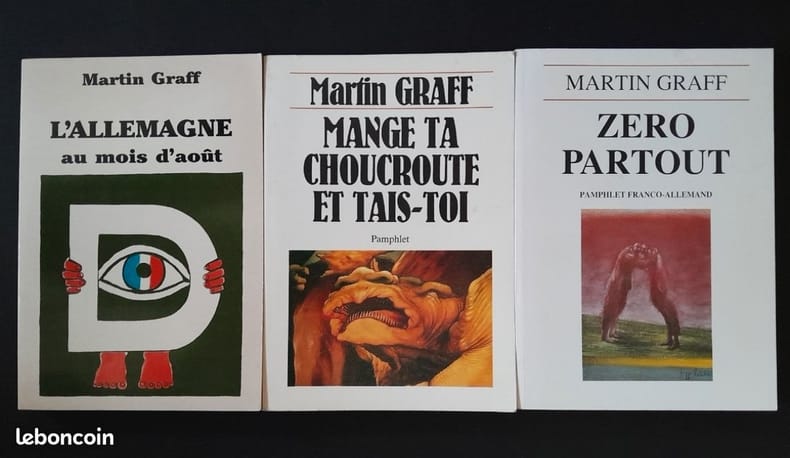 Martin Graff
L'ALLEMAGNE
au mois d'août
D
Martin GRAFF
MANGE TA
CHOUCROUTE
ET TAIS-TOI
Pamphlet
MARTIN GRAFF
ZERO
PARTOUT
PAMPHLET FRANCO-ALLEMAND
leboncoin